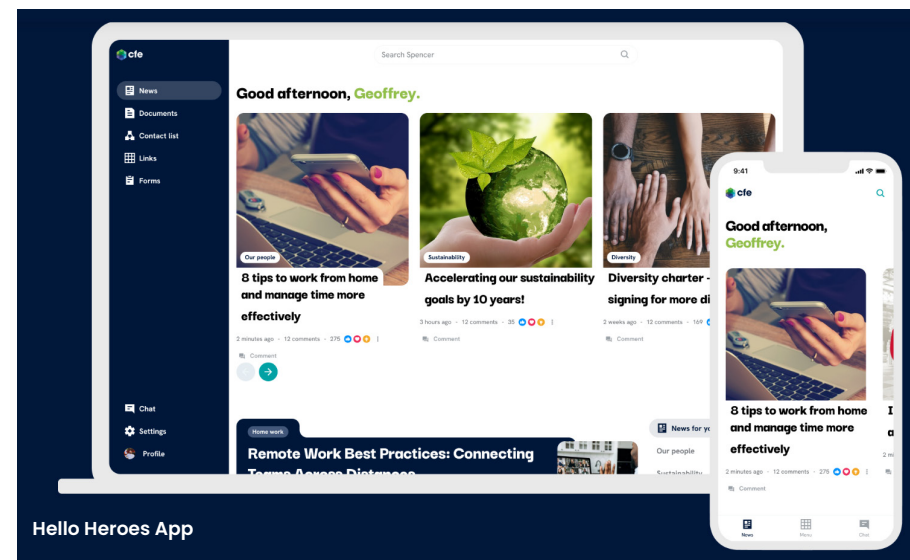 cfe
Search Spencer
News
Documents
Contact list
Links
Forms
Good afternoon, Geoffrey.
Our people
8 tips to work from home
and manage time more
effectively
2 minutes ago - 12 comments - 275
Comment
Sustainability
Accelerating our sustainability
goals by 10 years!
3 hours ago - 12 comments - 35
Comment
Diversity
Diversity charter -
signing for more di
2 weeks ago - 12 comments - 169
Comment
Chat
Settings
Profile
Home work
Remote Work Best Practices: Connecting
Teams Across Distances
News for yo
Our people
Sustainability
9:41
cfe
Good afternoon,
Geoffrey.
8 tips to work from home
and manage time more
effectively
2 minutes ago - 12 comments - 275
Comment
I
a
2 m
News
Menu
Chat
Hello Heroes App